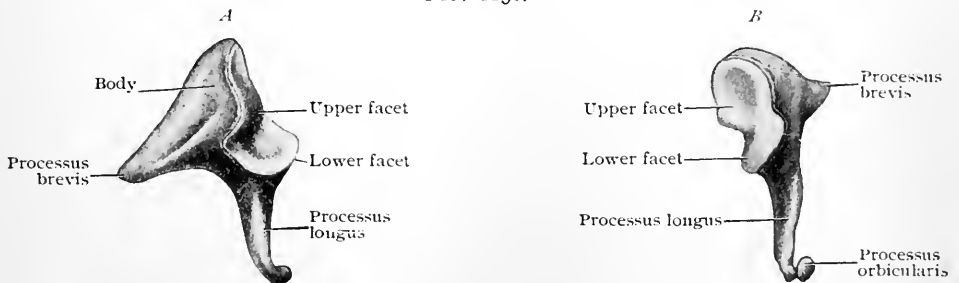 A
Body
Upper facet
Lower facet
Processus
brevis
Processus
longus
B
Processus
brevis
Upper facet
Lower facet
Processus longus
Processus
orbicularis